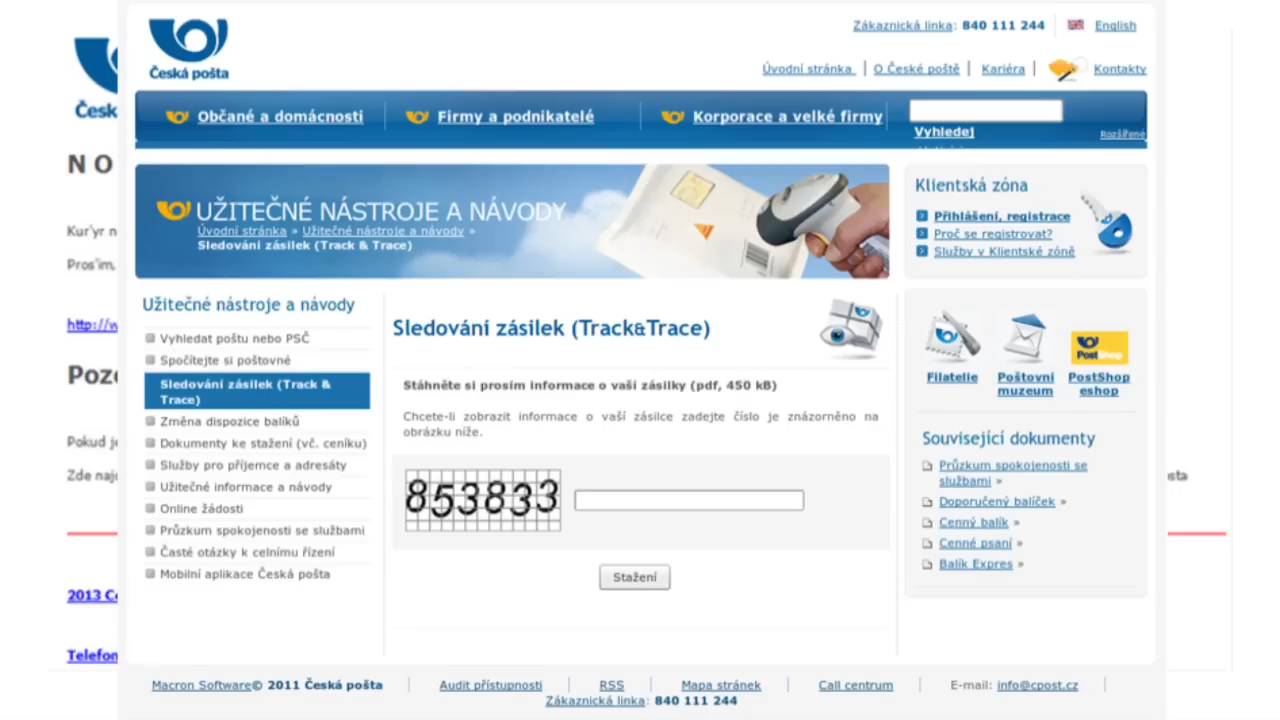 Zákaznická linka: 840 111 244
English
Česká pošta
Úvodní stránka | O České poště | Kariéra | Kontakty
Občané a domácnosti
Firmy a podnikatelé
Korporace a velké firmy
Vyhledej
Rozšířené
UŽITEČNÉ NÁSTROJE A NÁVODY
Úvodní stránka » Užitečné nástroje a návody »
Sledování zásilek (Track & Trace)
Klientská zóna
Přihlášení, registrace
Proč se registrovat?
Služby v Klientské zóně
Užitečné nástroje a návody
Vyhledat poštu nebo PSČ
Spočítejte si poštovné
Sledování zásilek (Track &
Trace)
Změna dispozice balíků
Dokumenty ke stažení (vč. ceníku)
Služby pro příjemce a adresáty
Užitečné informace a návody
Online žádosti
Průzkum spokojenosti se službami
Časté otázky k celnímu řízení
Mobilní aplikace Česká pošta
Sledování zásilek (Track&Trace)
Stáhněte si prosím informace o vaší zásilky (pdf, 450 kB)
Chcete-li zobrazit informace o vaší zásilce zadejte číslo je znázorněno na
obrázku níže.
853833
Stažení
Filatelie
Poštovní
muzeum
PostShop
PostShop
eshop
Související dokumenty
Průzkum spokojenosti se
službami »
Doporučený balíček »
Cenný balík »
Cenné psaní »
Balík Expres »
Macron Software© 2011 Česká pošta
Audit přístupnosti
RSS
Mapa stránek
Call centrum
E-mail: info@cpost.cz
Zákaznická linka: 840 111 244
Česk
N O
Kur'yr n
Pros'im,
http://w
Poz
Pokud j
Zde naj
2013 C
Telefon